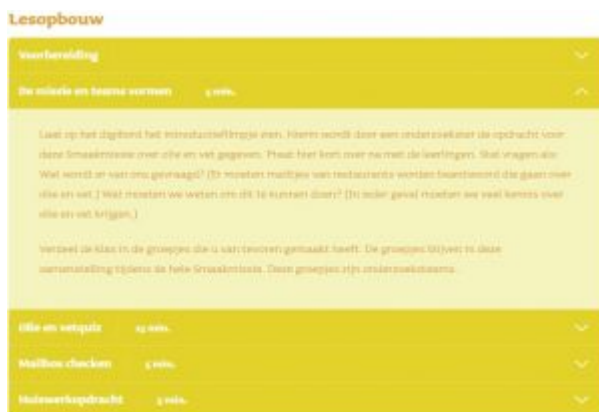 Lesopbouw
Voorbereiding
De missie en teams vormen 5 min.
Laat op het digibord het introductiefilmpje zien. Hierin wordt door een onderzoekster de opdracht voor
deze Smaakmissie over olie en vet gegeven. Praat hier kort over na met de leerlingen. Stel vragen als:
Wat wordt er van ons gevraagd? (Er moeten mailtjes van restaurants worden beantwoord die gaan over
olie en vet.) Wat moeten we weten om dit te kunnen doen? (In ieder geval moeten we veel kennis over
olie en vet krijgen.)
Verdeel de klas in de groepjes die u van tevoren gemaakt heeft. De groepjes blijven in deze
samenstelling tijdens de hele Smaakmissie. Deze groepjes zijn onderzoeksteams.
Olie en vetquiz min.
Mailbox checken 5 min.
Huiswerkopdracht 5 min.